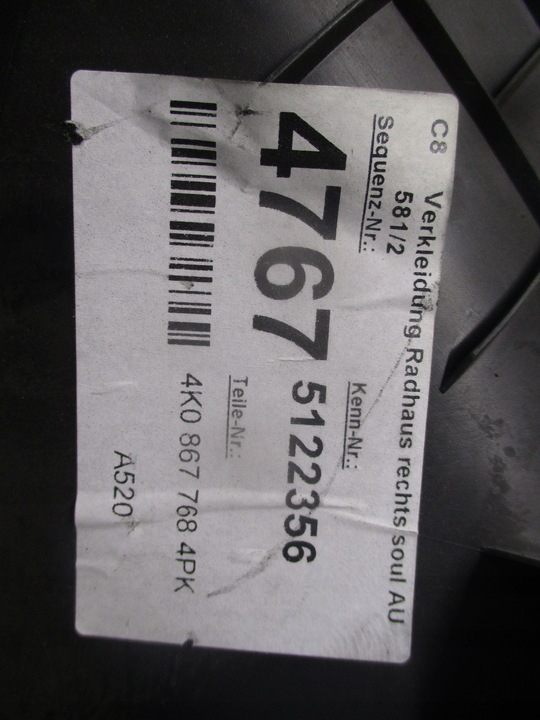 C8 Verkleidung Radhaus rechts soul AU
581/2
Sequenz-Nr.: Kenn-Nr.:
4767 5122356
Teile-Nr.:
4K0 867 768 4PK
A520